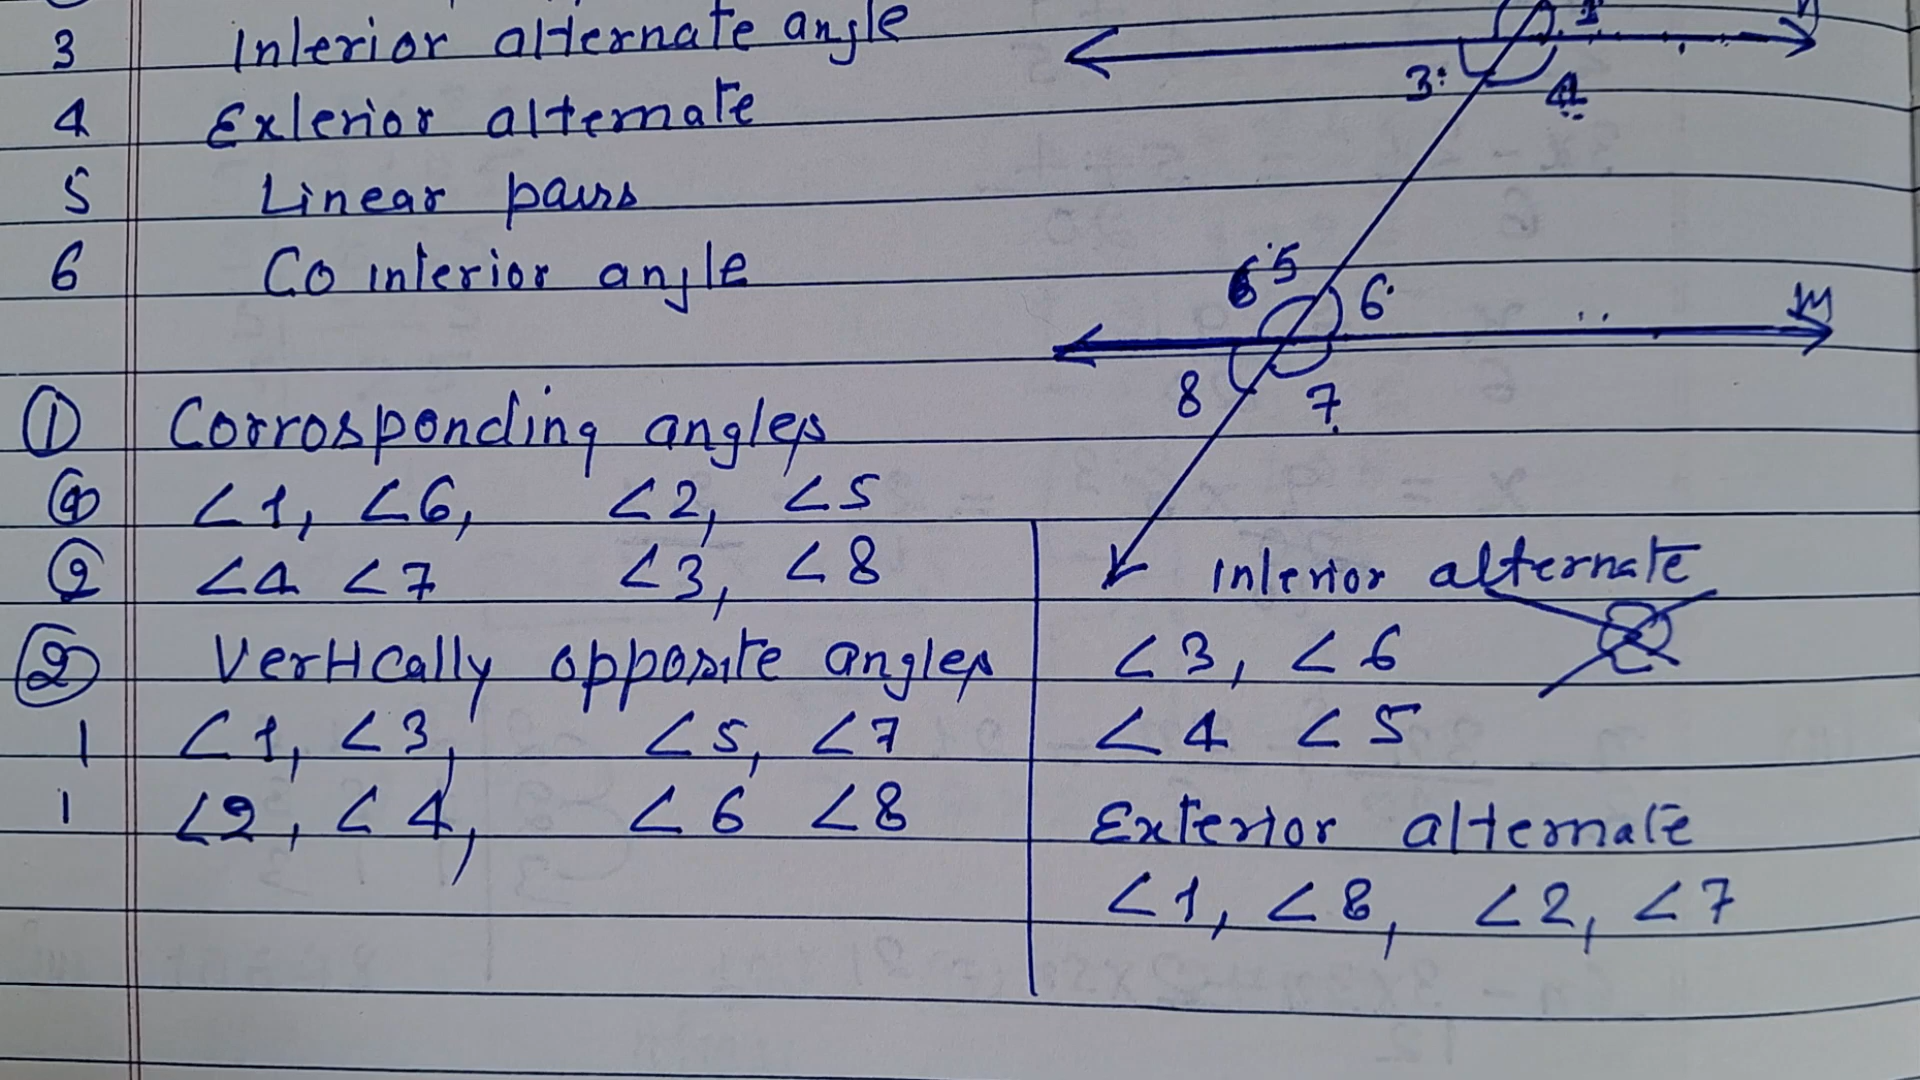 3 Interior alternate angle
4 Exterior alternate
5 Linear pairs
6 Co interior angle
1
3 4
5 6 m
8 7
① Corrosponding angles
∠1, ∠6, ∠2, ∠5
② ∠4 ∠7 ∠3, ∠8
② Vertically opposite angles
1 ∠1, ∠3, ∠5, ∠7
1 ∠2, ∠4, ∠6 ∠8
Interior alternate
∠3, ∠6
∠4 ∠5
Exterior alternate
∠1, ∠8, ∠2, ∠7